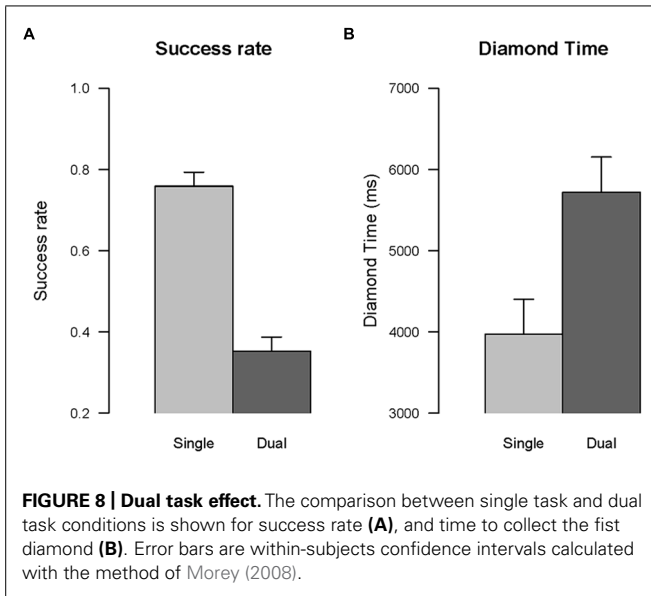 A
Success rate
1.0
0.8
0.6
0.4
0.2
Success rate
Single
Dual
B
Diamond Time
7000
6000
5000
4000
3000
Diamond Time (ms)
Single
Dual
FIGURE 8 | Dual task effect. The comparison between single task and dual
task conditions is shown for success rate (A), and time to collect the fist
diamond (B). Error bars are within-subjects confidence intervals calculated
with the method of Morey (2008).